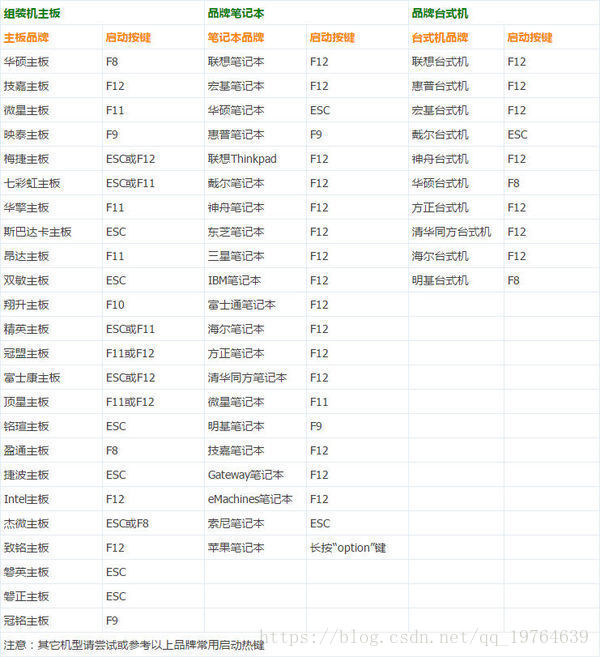 组装机主板 品牌笔记本 品牌台式机
主板品牌 启动按键 笔记本品牌 启动按键 台式机品牌 启动按键
华硕主板 F8 联想笔记本 F12 联想台式机 F12
技嘉主板 F12 宏基笔记本 F12 惠普台式机 F12
微星主板 F11 华硕笔记本 ESC 宏基台式机 F12
映泰主板 F9 惠普笔记本 F9 戴尔台式机 ESC
梅捷主板 ESC或F12 联想Thinkpad F12 神舟台式机 F12
七彩虹主板 ESC或F11 戴尔笔记本 F12 华硕台式机 F8
华擎主板 F11 神舟笔记本 F12 方正台式机 F12
斯巴达卡主板 ESC 东芝笔记本 F12 清华同方台式机 F12
昂达主板 F11 三星笔记本 F12 海尔台式机 F12
双敏主板 ESC IBM笔记本 F12 明基台式机 F8
翔升主板 F10 富士通笔记本 F12
精英主板 ESC或F11 海尔笔记本 F12
冠盟主板 F11或F12 方正笔记本 F12
富士康主板 ESC或F12 清华同方笔记本 F12
顶星主板 F11或F12 微星笔记本 F11
铭瑄主板 ESC 明基笔记本 F9
盈通主板 F8 技嘉笔记本 F12
捷波主板 ESC Gateway笔记本 F12
Intel主板 F12 eMachines笔记本 F12
杰微主板 ESC或F8 索尼笔记本 ESC
致铭主板 F12 苹果笔记本 长按“option”键
磐英主板 ESC
磐正主板 ESC
冠铭主板 F9
注意：其它机型请尝试或参考以上品牌常用启动热键
https://blog.csdn.net/qq_19764639